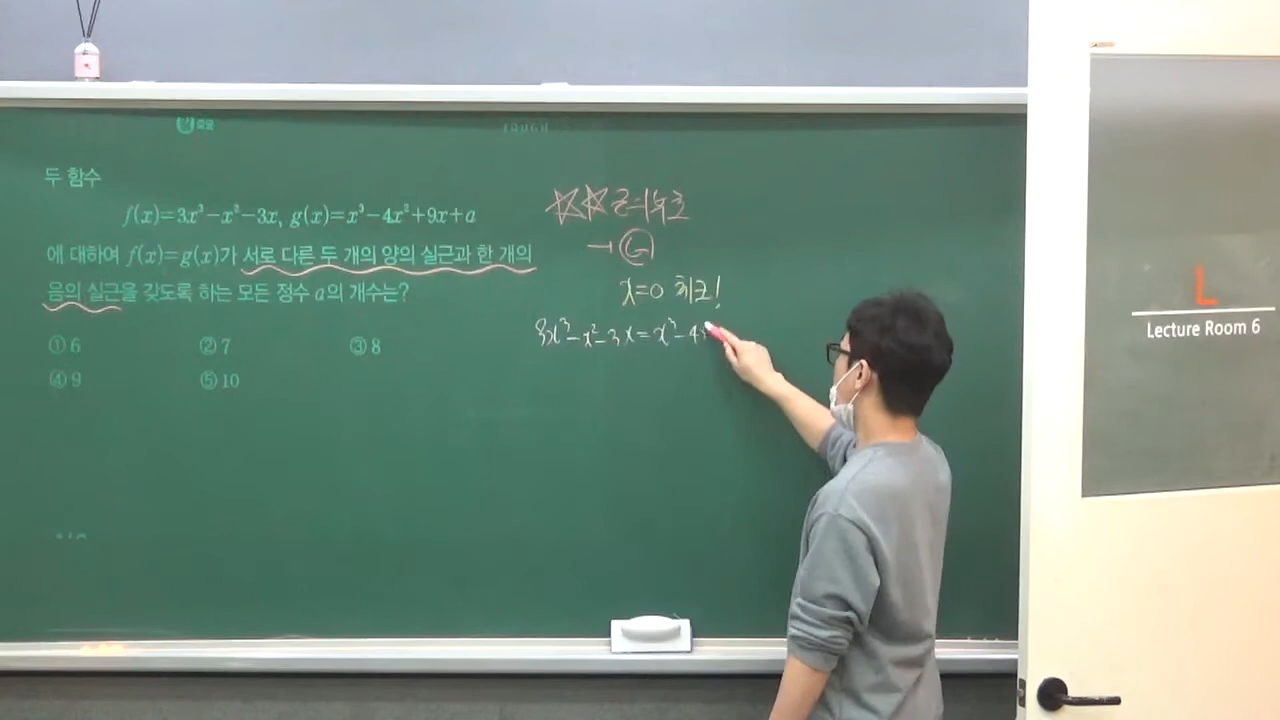 두 함수
f(x)=3x³-x²-3x, g(x)=x³-4x²+9x+a
에 대하여 f(x)=g(x)가 서로 다른 두 개의 양의 실근과 한 개의
음의 실근을 갖도록 하는 모든 정수 a의 개수는?
① 6 ② 7 ③ 8
④ 9 ⑤ 10
→ G
x=0 체크!
3x³-x²-3x=x³-4
L
Lecture Room 6